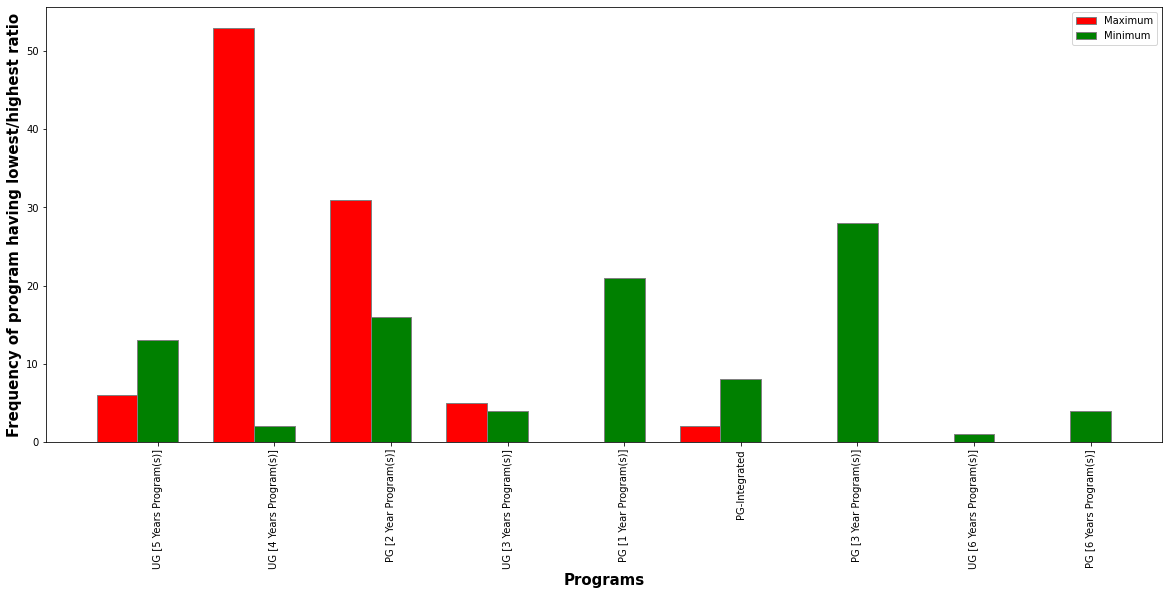 Maximum
Minimum
Frequency of program having lowest/highest ratio
50
40
30
20
10
0
UG [5 Years Program(s)]
UG [4 Years Program(s)]
PG [2 Year Program(s)]
UG [3 Years Program(s)]
PG [1 Year Program(s)]
PG-Integrated
PG [3 Year Program(s)]
UG [6 Years Program(s)]
PG [6 Years Program(s)]
Programs